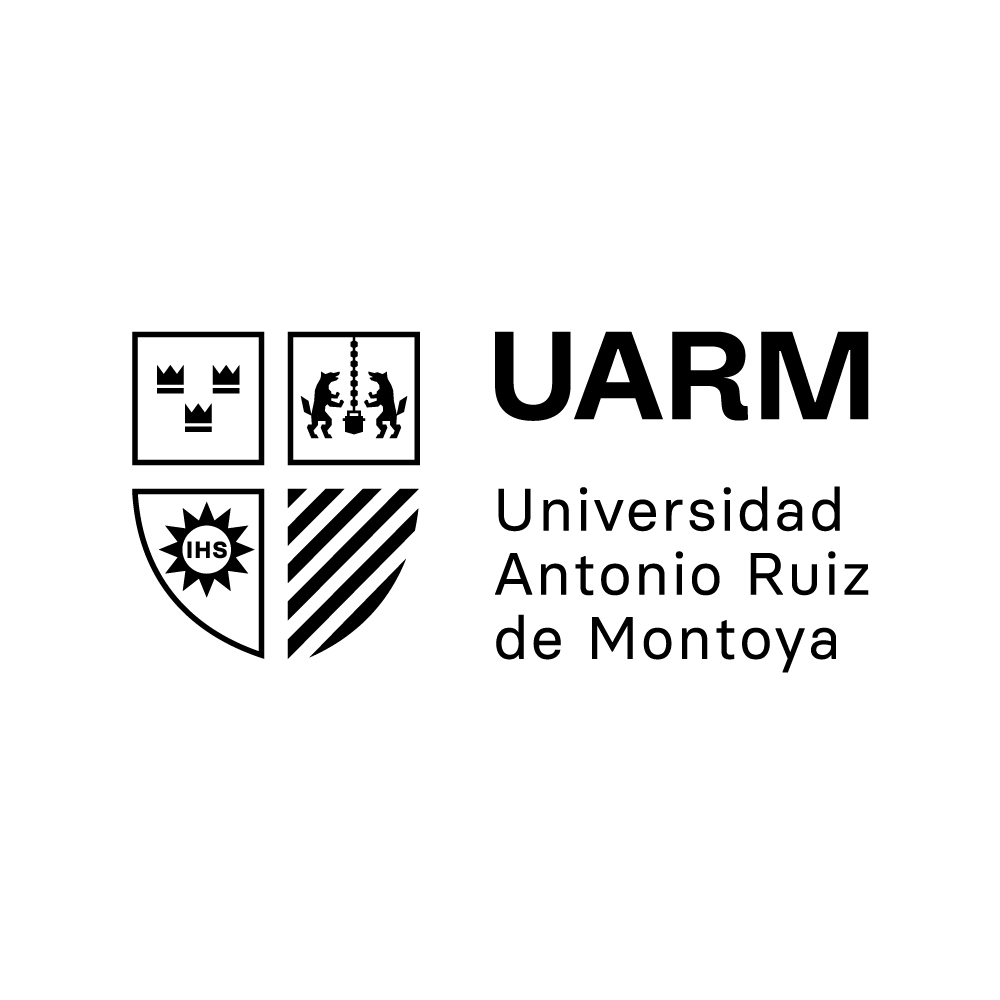 IHS
UARM
Universidad
Antonio Ruiz
de Montoya